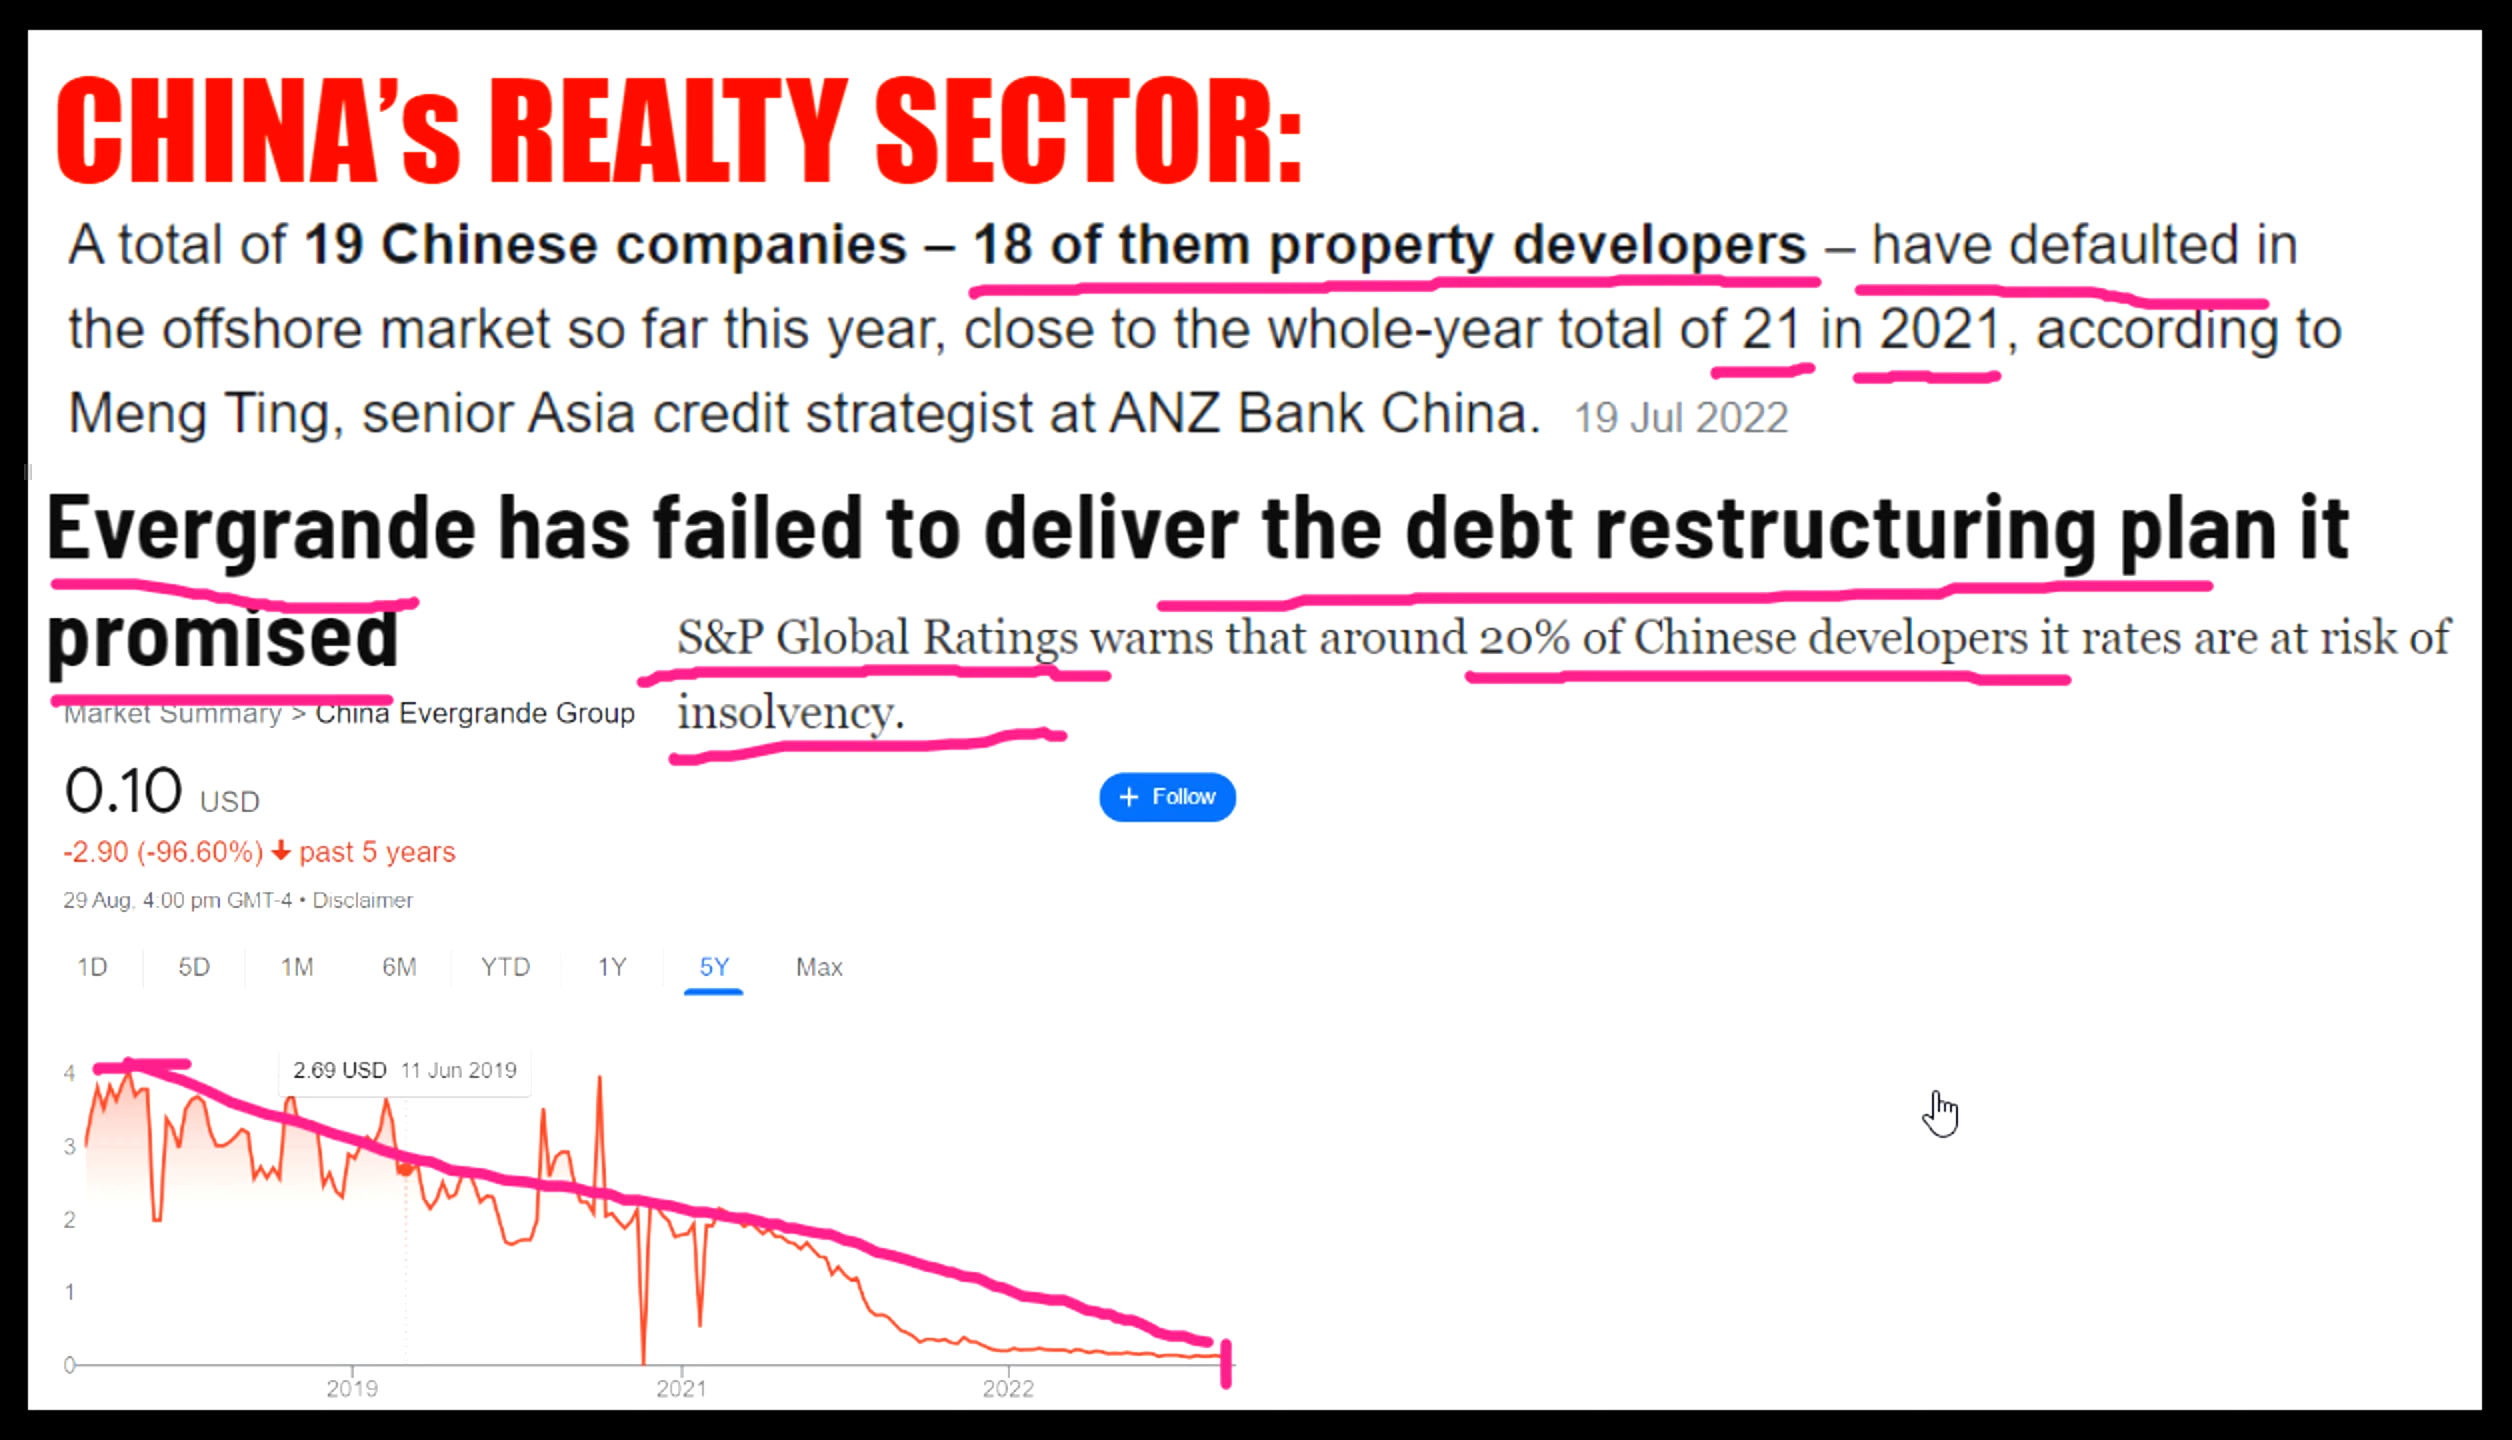 CHINA's REALTY SECTOR:
A total of 19 Chinese companies – 18 of them property developers – have defaulted in
the offshore market so far this year, close to the whole-year total of 21 in 2021, according to
Meng Ting, senior Asia credit strategist at ANZ Bank China. 19 Jul 2022
Evergrande has failed to deliver the debt restructuring plan it
promised
S&P Global Ratings warns that around 20% of Chinese developers it rates are at risk of
insolvency.
Market Summary > China Evergrande Group
0.10 USD
+ Follow
-2.90 (-96.60%) ↓ past 5 years
29 Aug, 4:00 pm GMT-4 • Disclaimer
1D 5D 1M 6M YTD 1Y 5Y Max
2.69 USD 11 Jun 2019
4
3
2
1
0
2019 2021 2022